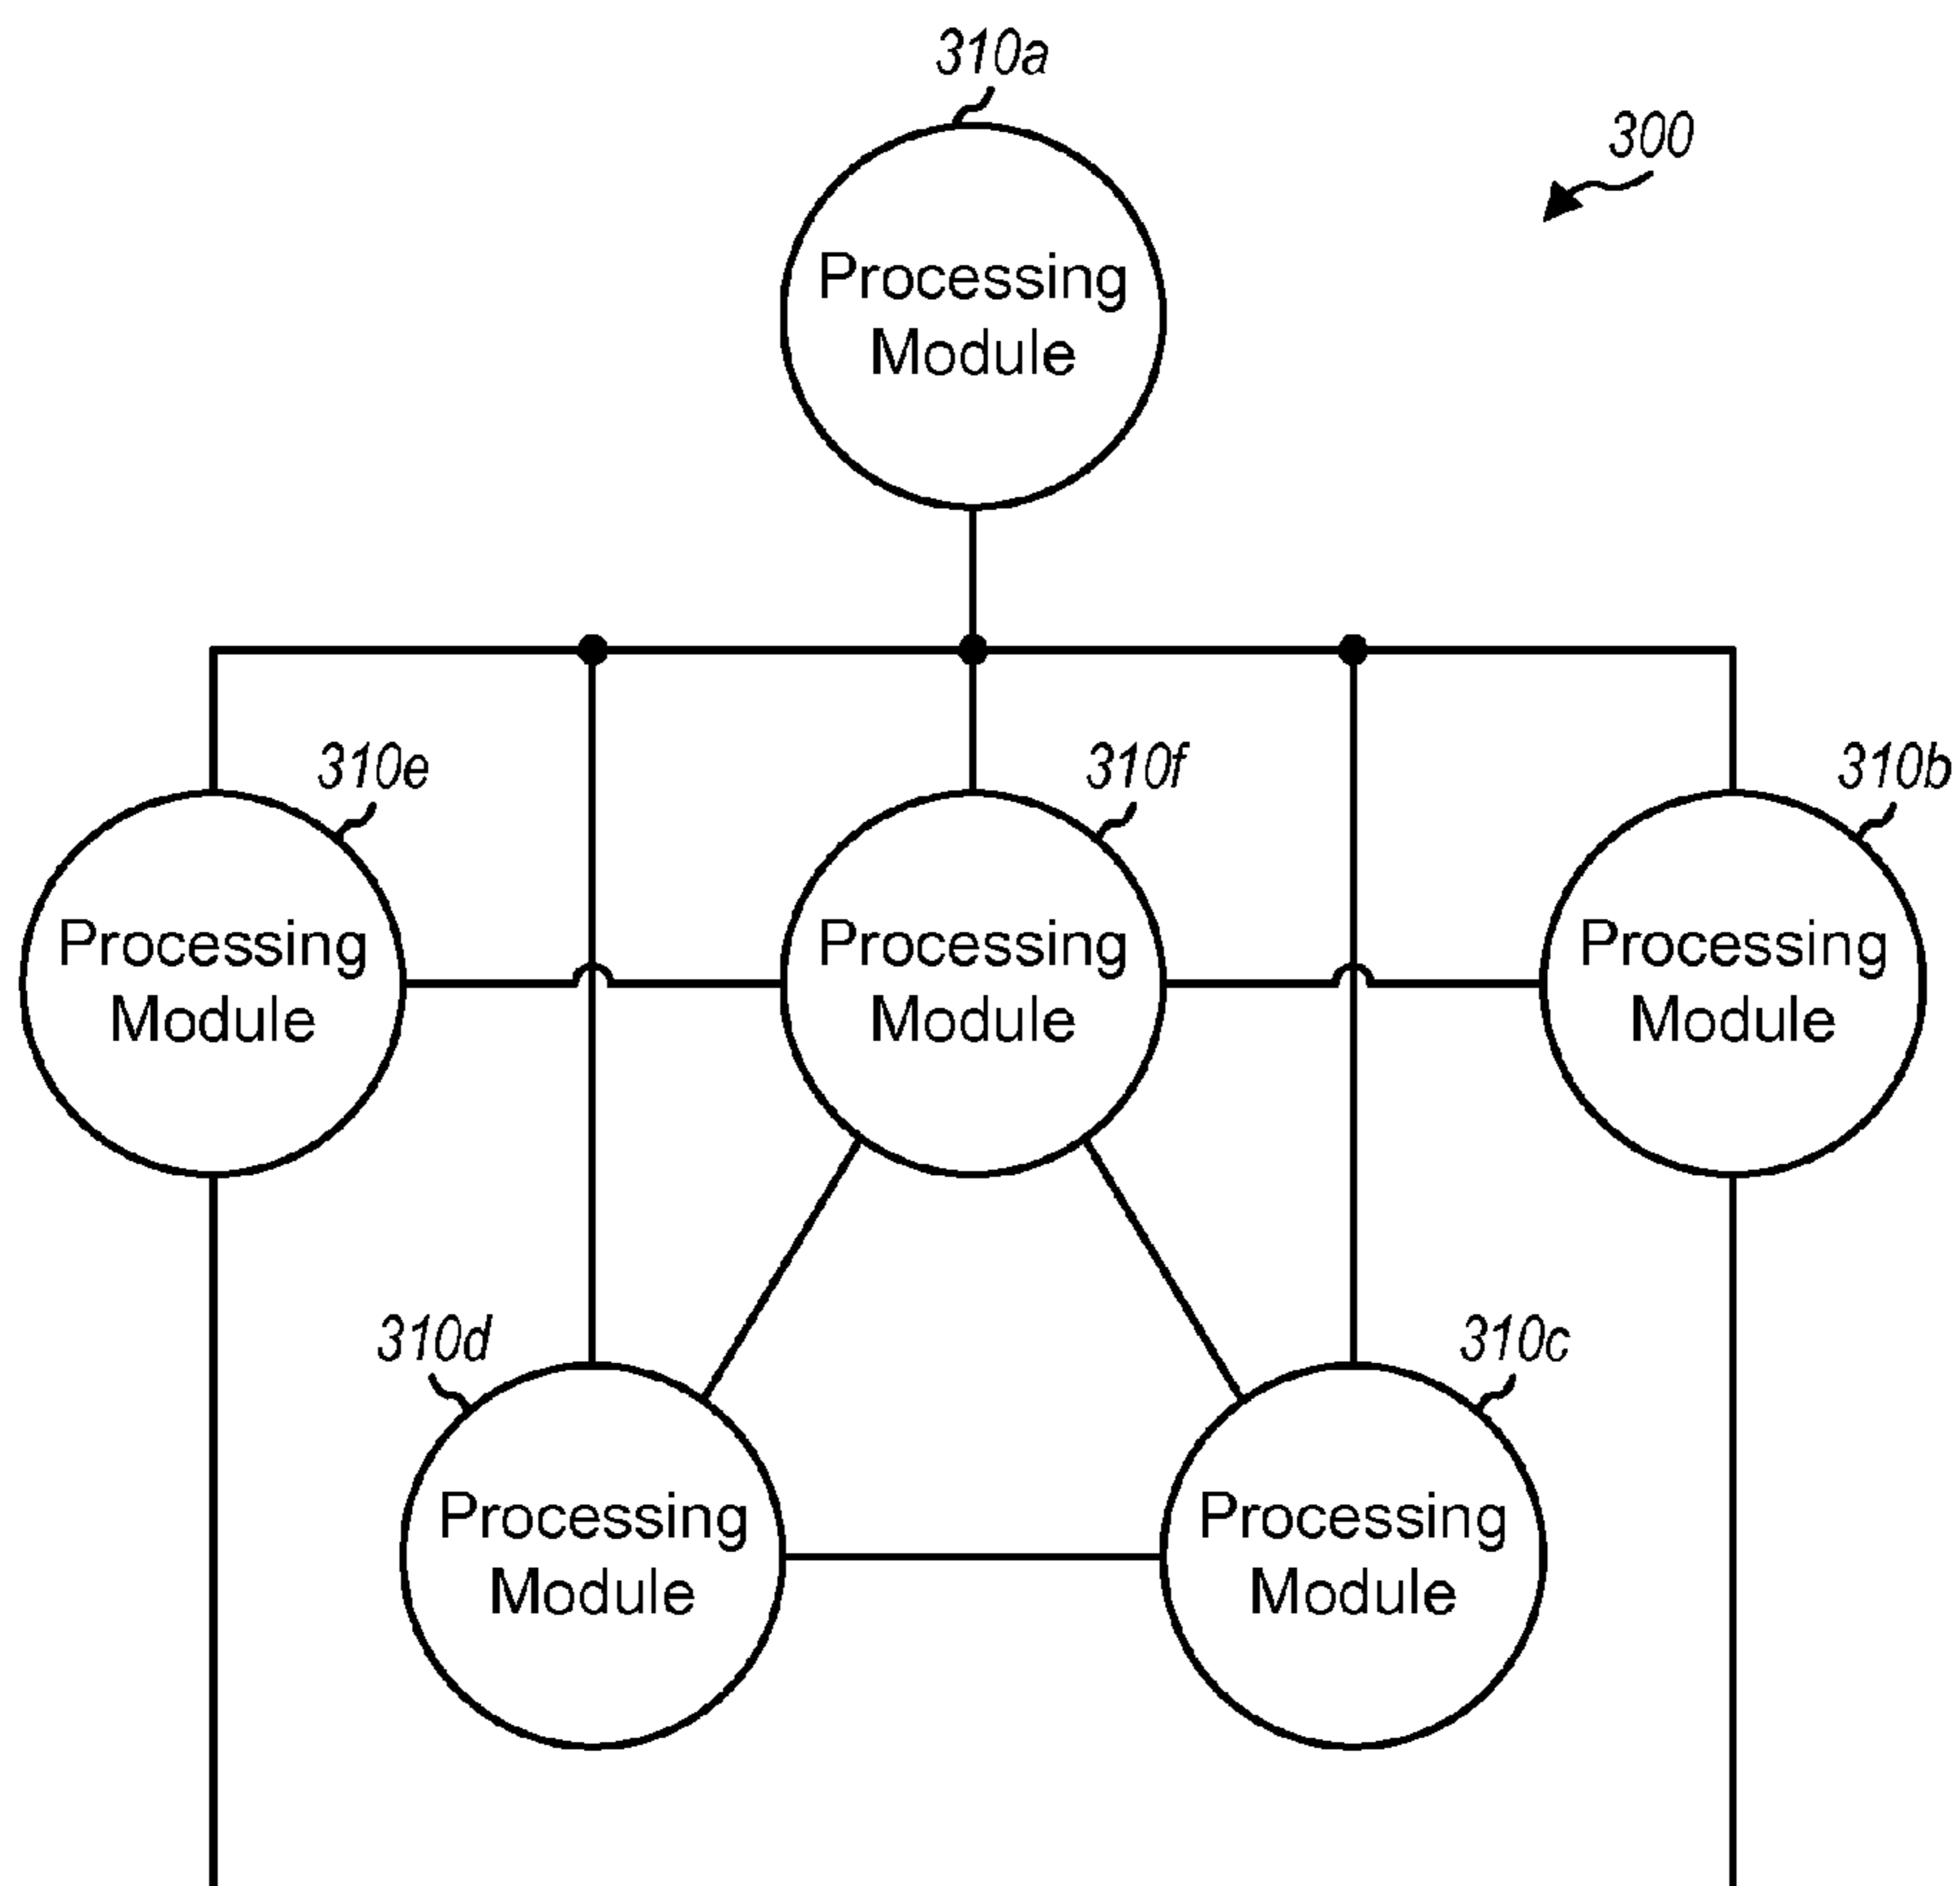 310a
300
Processing
Module
310e
310f
310b
Processing
Module
Processing
Module
Processing
Module
310d
310c
Processing
Module
Processing
Module